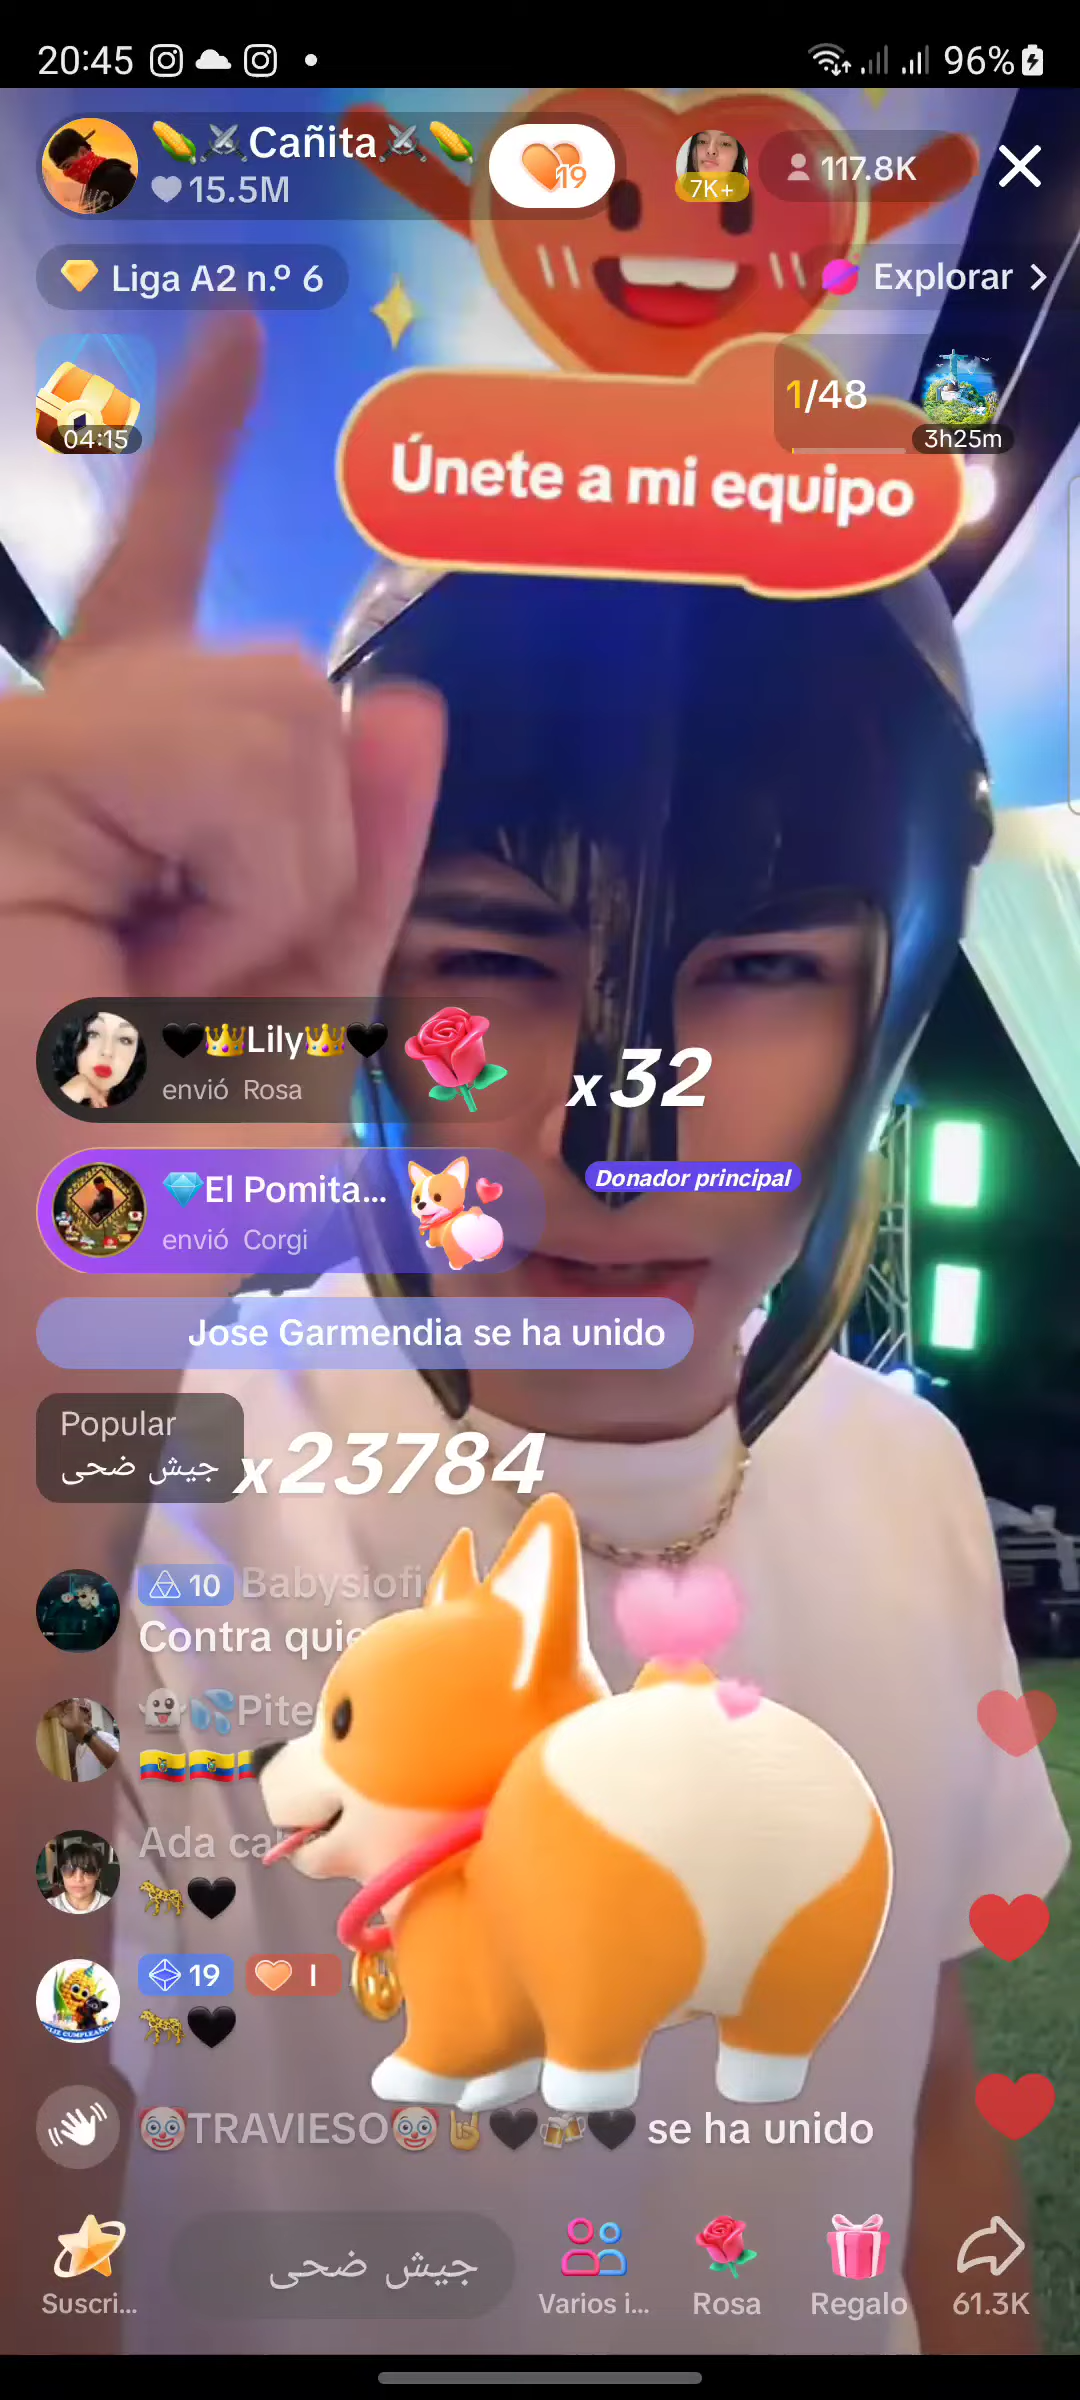 20:45
96%
🌽⚔️Cañita⚔️🌽
15.5M
19
7K+
117.8K
Liga A2 n.º 6
Explorar
04:15
1/48
3h25m
Únete a mi equipo
🖤👑Lily👑🖤
envió Rosa
x32
💎El Pomita...
envió Corgi
Donador principal
Jose Garmendia se ha unido
Popular
جيش ضحى
x23784
10 Babysiofi
Contra quie
👻💦Pite
🇪🇨🇪🇨
Ada ca
🐆🖤
19 I
🐆🖤
🤡TRAVIESO🤡🤘🖤🍻🖤 se ha unido
جيش ضحى
Suscri...
Varios i...
Rosa
Regalo
61.3K